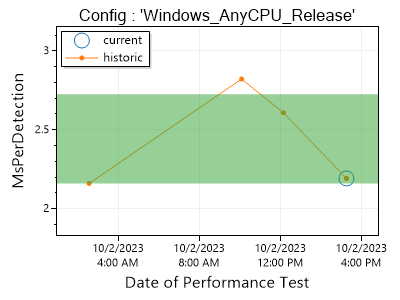 Config : 'Windows_AnyCPU_Release'
current
historic
3
2.5
2
MsPerDetection
10/2/2023 10/2/2023 10/2/2023 10/2/2023
4:00 AM 8:00 AM 12:00 PM 4:00 PM
Date of Performance Test